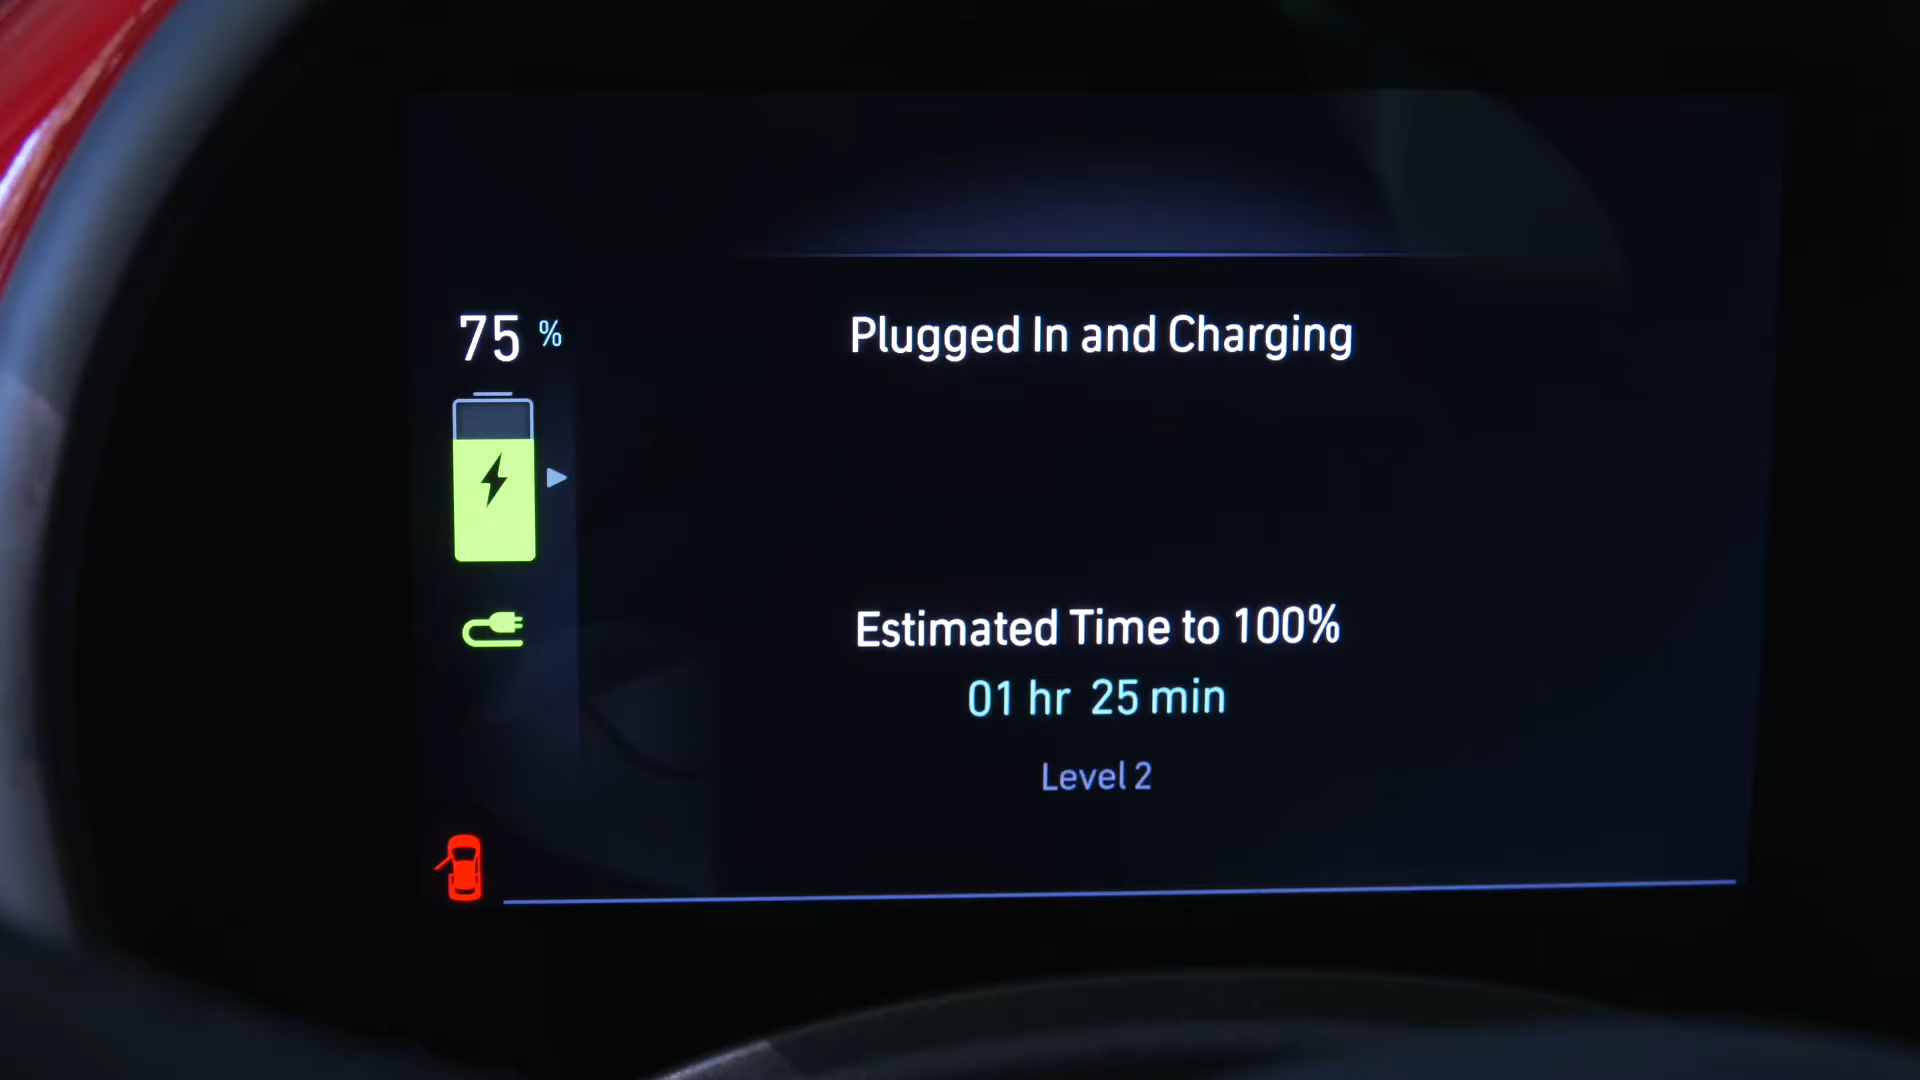 75 %
Plugged In and Charging
Estimated Time to 100%
01 hr 25 min
Level 2